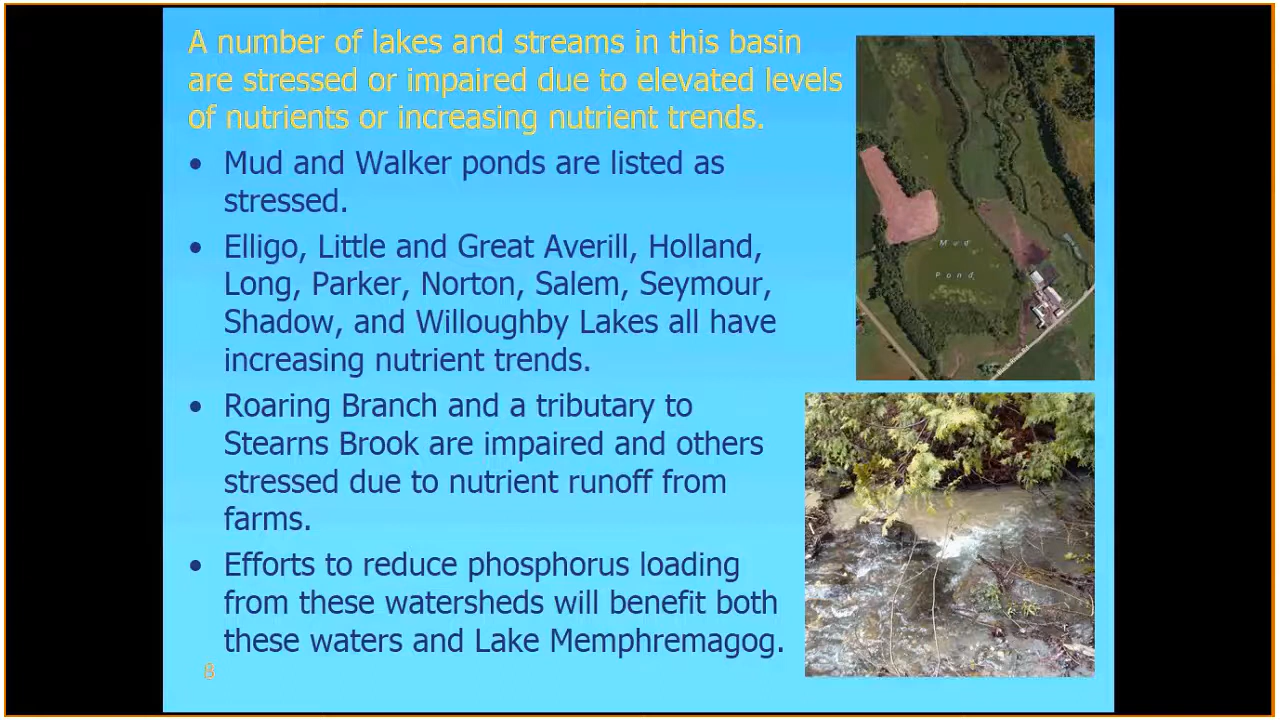 A number of lakes and streams in this basin
are stressed or impaired due to elevated levels
of nutrients or increasing nutrient trends.
• Mud and Walker ponds are listed as
stressed.
• Elligo, Little and Great Averill, Holland,
Long, Parker, Norton, Salem, Seymour,
Shadow, and Willoughby Lakes all have
increasing nutrient trends.
• Roaring Branch and a tributary to
Stearns Brook are impaired and others
stressed due to nutrient runoff from
farms.
• Efforts to reduce phosphorus loading
from these watersheds will benefit both
these waters and Lake Memphremagog.
8
Mud
Pond